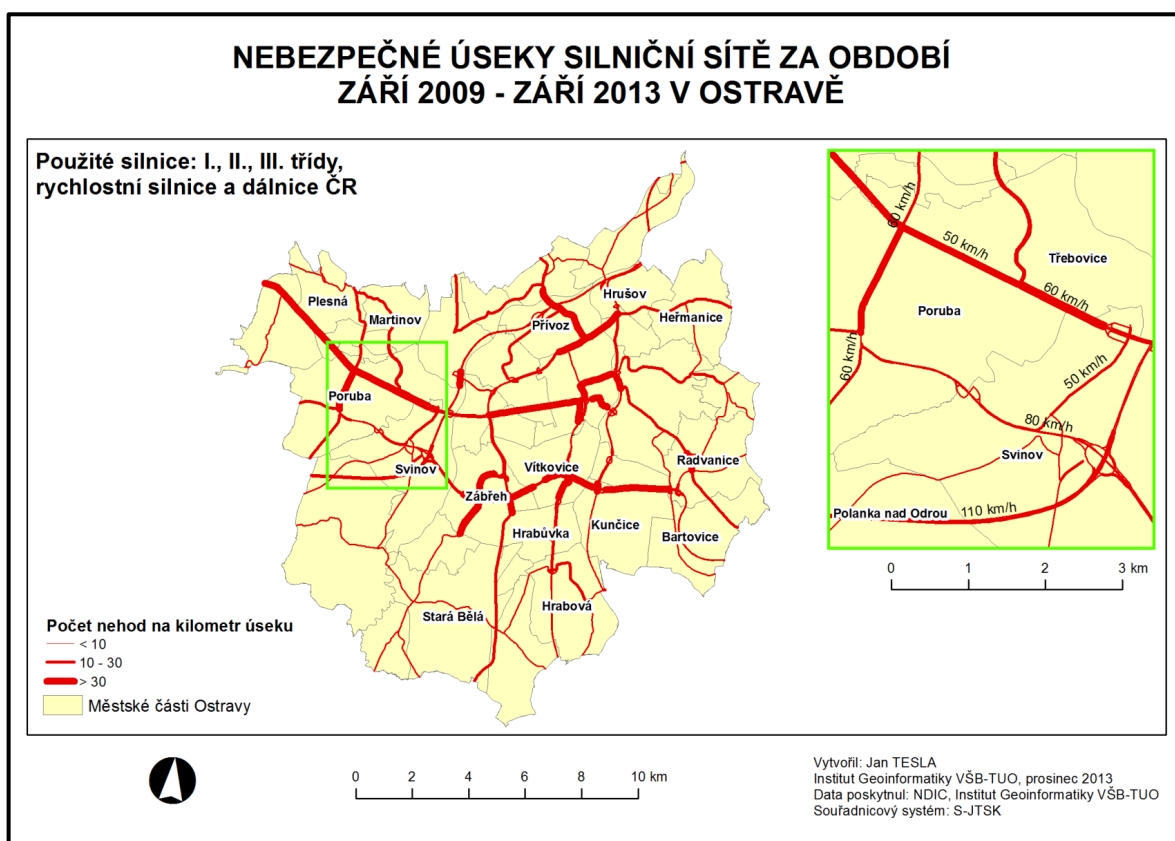 NEBEZPEČNÉ ÚSEKY SILNIČNÍ SÍTĚ ZA OBDOBÍ
ZÁŘÍ 2009 - ZÁŘÍ 2013 V OSTRAVĚ
Použité silnice: I., II., III. třídy,
rychlostní silnice a dálnice ČR
Plesná
Martinov
Přívoz
Hrušov
Heřmanice
Poruba
Svinov
Zábřeh
Vítkovice
Radvanice
Hrabůvka
Kunčice
Bartovice
Stará Bělá
Hrabová
60 km/h
50 km/h
Třebovice
60 km/h
Poruba
60 km/h
50 km/h
80 km/h
Svinov
Polanka nad Odrou
110 km/h
0 1 2 3 km
Počet nehod na kilometr úseku
< 10
10 - 30
> 30
Městské části Ostravy
0 2 4 6 8 10 km
Vytvořil: Jan TESLA
Institut Geoinformatiky VŠB-TUO, prosinec 2013
Data poskytnul: NDIC, Institut Geoinformatiky VŠB-TUO
Souřadnicový systém: S-JTSK